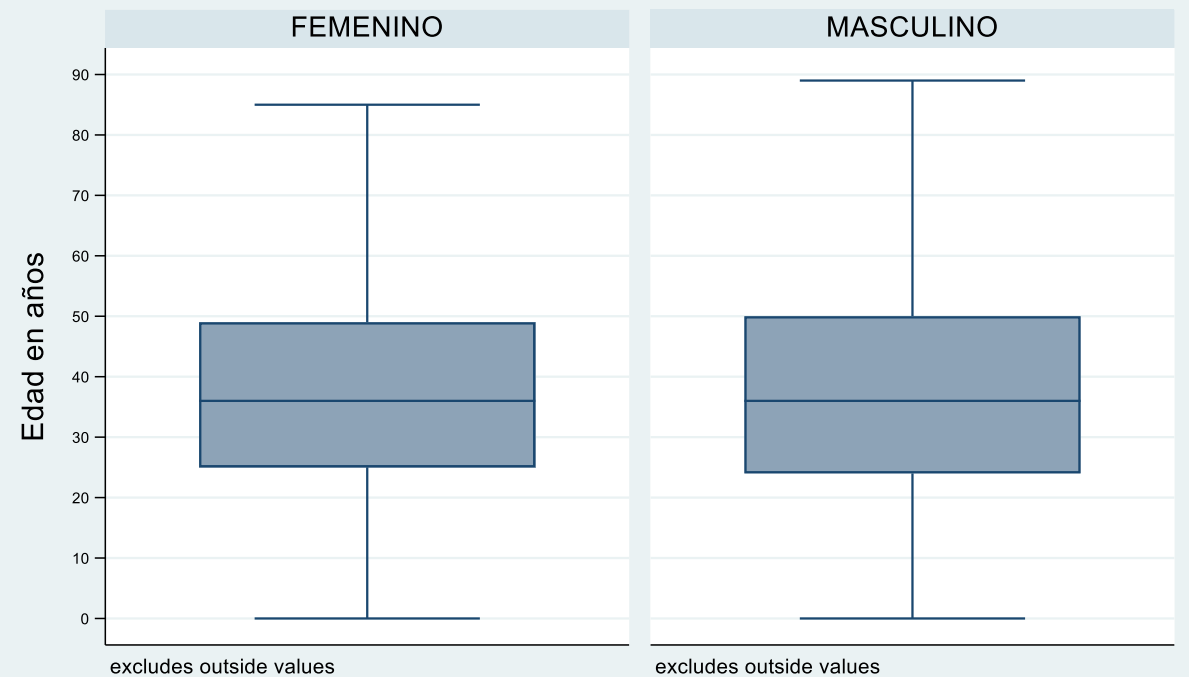 FEMENINO
MASCULINO
Edad en años
90
80
70
60
50
40
30
20
10
0
excludes outside values
excludes outside values